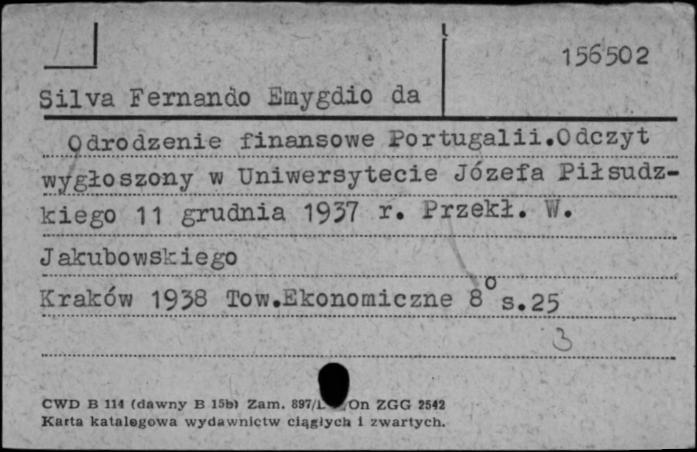 156502
Silva Fernando Emygdio da
Odrodzenie finansowe Portugalii.Odczyt
wygłoszony w Uniwersytecie Józefa Piłsudz-
kiego 11 grudnia 1937 r. Przekł. W.
Jakubowskiego
Kraków 1938 Tow.Ekonomiczne 8° s.25
3
CWD B 114 (dawny B 15b) Zam. 897/L /On ZGG 2542
Karta katalogowa wydawnictw ciągłych i zwartych.